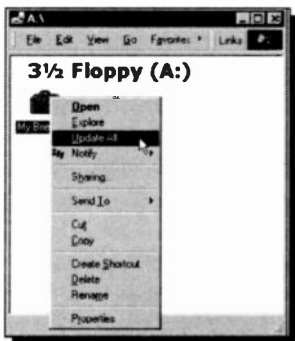 A:\
File Edit View Go Favorites Links
3½ Floppy (A:)
My Brie
Open
Explore
Update All
Notify
Sharing...
Send To
Cut
Copy
Create Shortcut
Delete
Rename
Properties